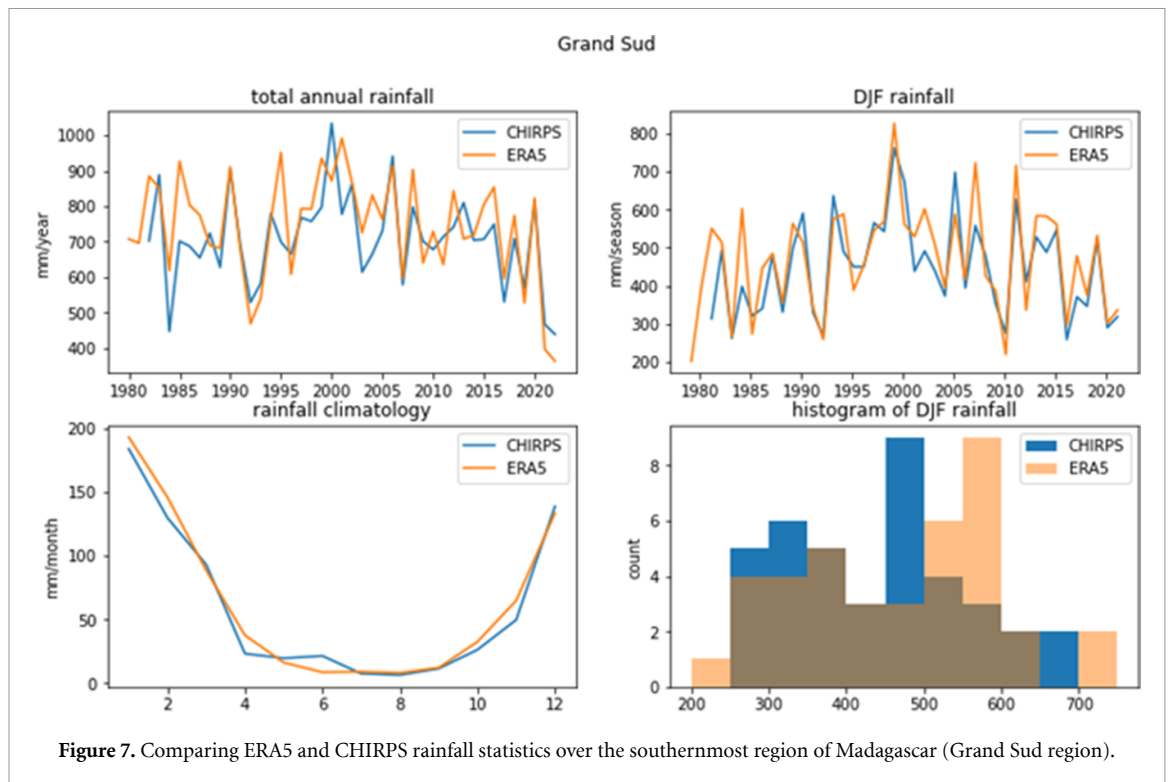 Grand Sud
total annual rainfall
CHIRPS
ERA5
1000
900
800
700
600
500
400
mm/year
1980 1985 1990 1995 2000 2005 2010 2015 2020
DJF rainfall
CHIRPS
ERA5
800
700
600
500
400
300
200
mm/season
1980 1985 1990 1995 2000 2005 2010 2015 2020
rainfall climatology
CHIRPS
ERA5
200
150
100
50
0
mm/month
2 4 6 8 10 12
histogram of DJF rainfall
CHIRPS
ERA5
8
6
4
2
0
count
200 300 400 500 600 700
Figure 7. Comparing ERA5 and CHIRPS rainfall statistics over the southernmost region of Madagascar (Grand Sud region).